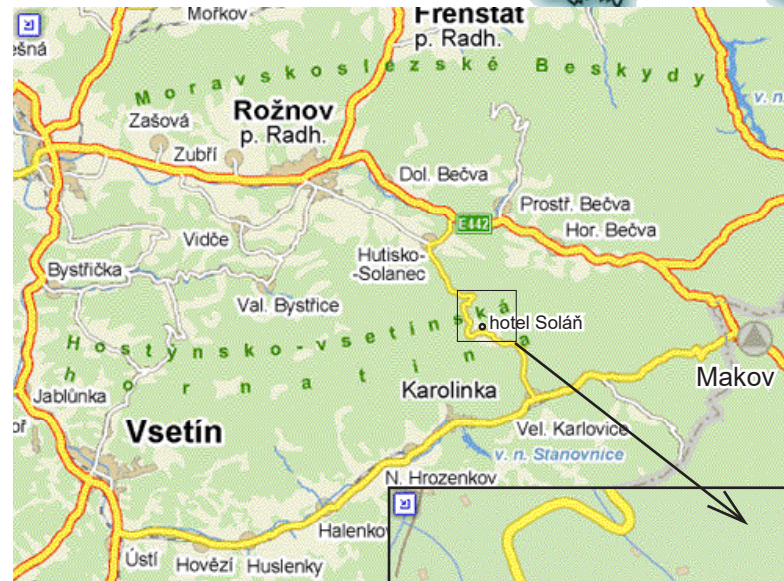 Mořkov
Frenštát
p. Radh.
Moravskoslezské Beskydy
v. n.
Rožnov
p. Radh.
Zašová
Zubří
Dol. Bečva
E442
Prostř. Bečva
Hor. Bečva
Vidče
Hutisko-
-Solanec
Bystřička
Val. Bystřice
hotel Soláň
Hostýnsko-vsetínská
hornatina
Makov
Jablůnka
Karolinka
Vsetín
Vel. Karlovice
v. n. Stanovnice
N. Hrozenkov
Halenkov
Ústí
Hovězí
Huslenky